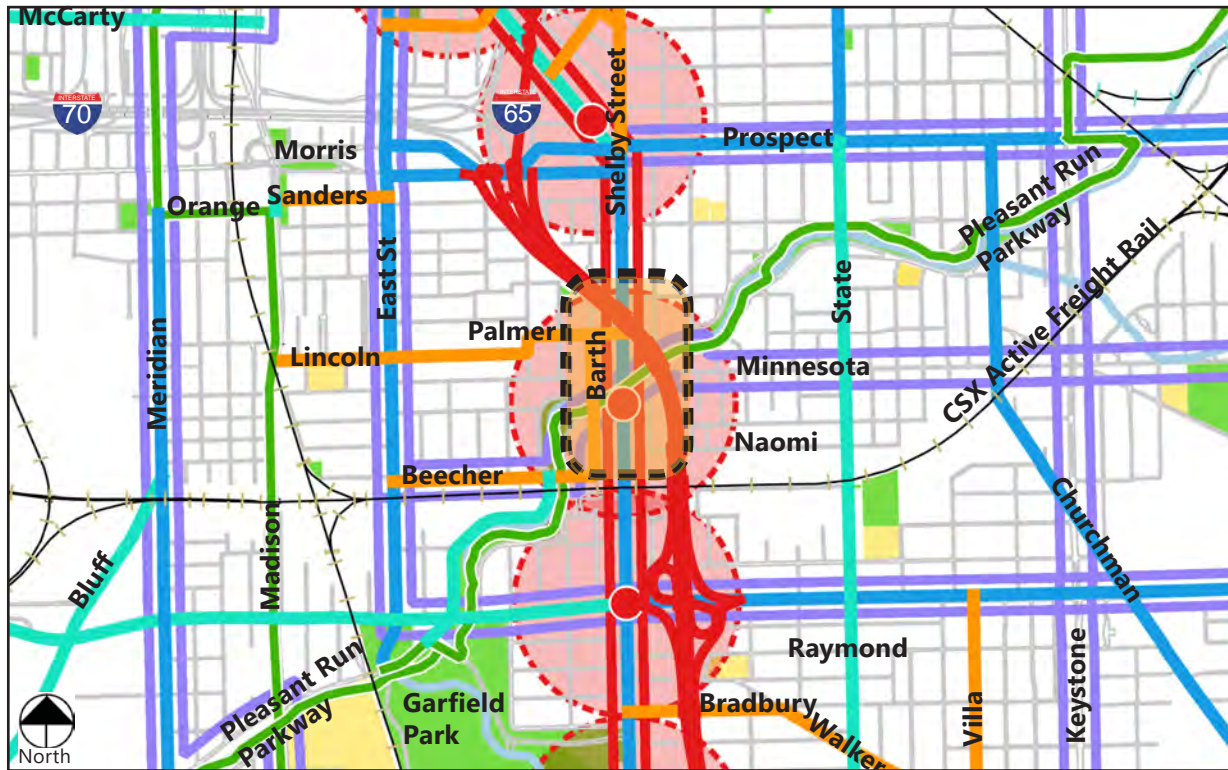 McCarty
INTERSTATE
70
INTERSTATE
65
Shelby Street
Prospect
Morris
Sanders
Orange
Pleasant Run
Parkway
East St
State
CSX Active Freight Rail
Meridian
Palmer
Lincoln
Barth
Minnesota
Naomi
Beecher
Churchman
Madison
Bluff
Raymond
Pleasant Run
Parkway
Garfield
Park
Bradbury
Walker
Villa
Keystone
North